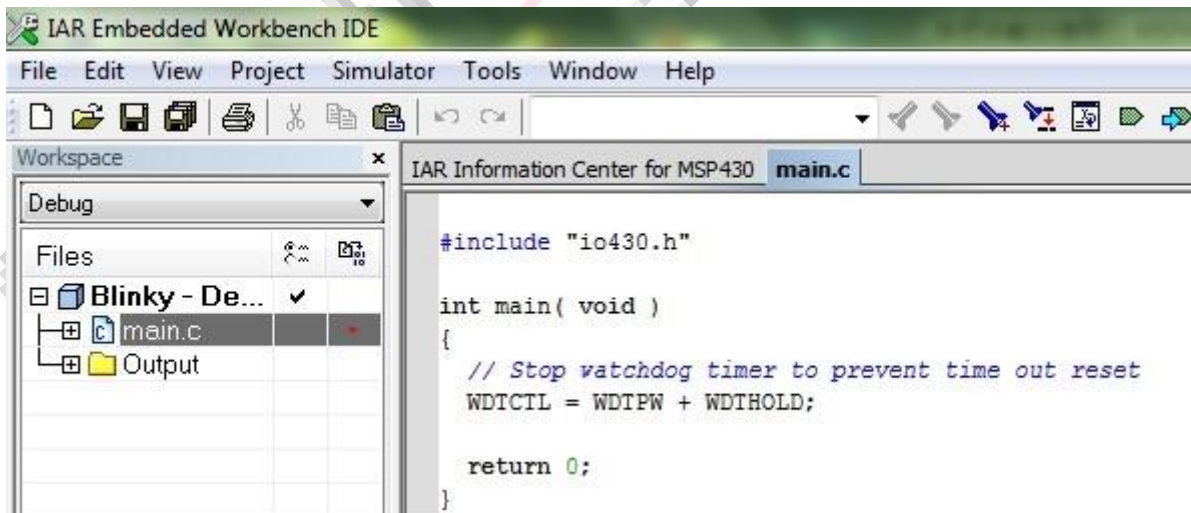 IAR Embedded Workbench IDE
File Edit View Project Simulator Tools Window Help
Workspace x
IAR Information Center for MSP430 main.c
Debug
Files
Blinky - De...
main.c
Output
#include "io430.h"
int main( void )
{
// Stop watchdog timer to prevent time out reset
WDTCTL = WDTPW + WDTHOLD;
return 0;
}